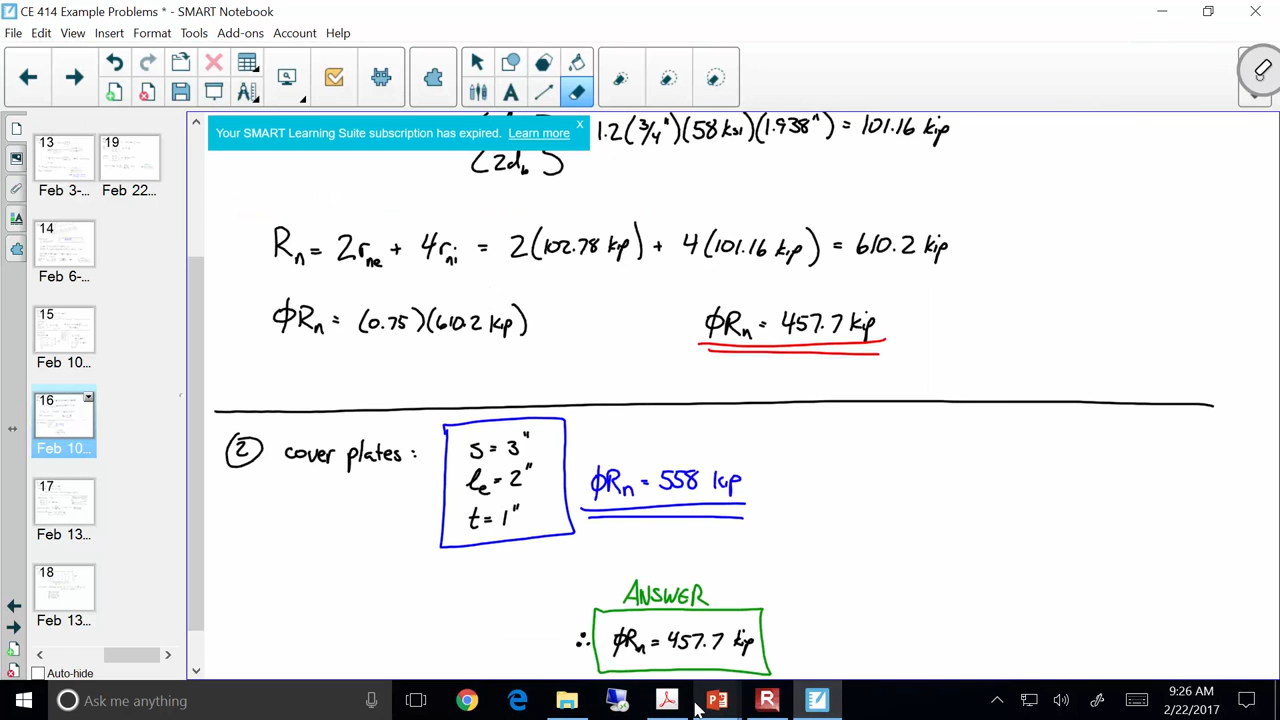 CE 414 Example Problems * - SMART Notebook
File Edit View Insert Format Tools Add-ons Account Help
Your SMART Learning Suite subscription has expired. Learn more x
1.2(3/4")(58 ksi)(1.938") = 101.16 kip
(2d_b)
R_n = 2r_ne + 4r_ni = 2(102.78 kip) + 4(101.16 kip) = 610.2 kip
ϕR_n = (0.75)(610.2 kip)
ϕR_n = 457.7 kip
② cover plates:
s = 3"
l_e = 2"
t = 1"
ϕR_n = 558 kip
ANSWER
∴ ϕR_n = 457.7 kip
13
Feb 3-...
19
Feb 22...
14
Feb 6-...
15
Feb 10...
16
Feb 10...
17
Feb 13...
18
Feb 13...
Auto-hide
Ask me anything
9:26 AM
2/22/2017